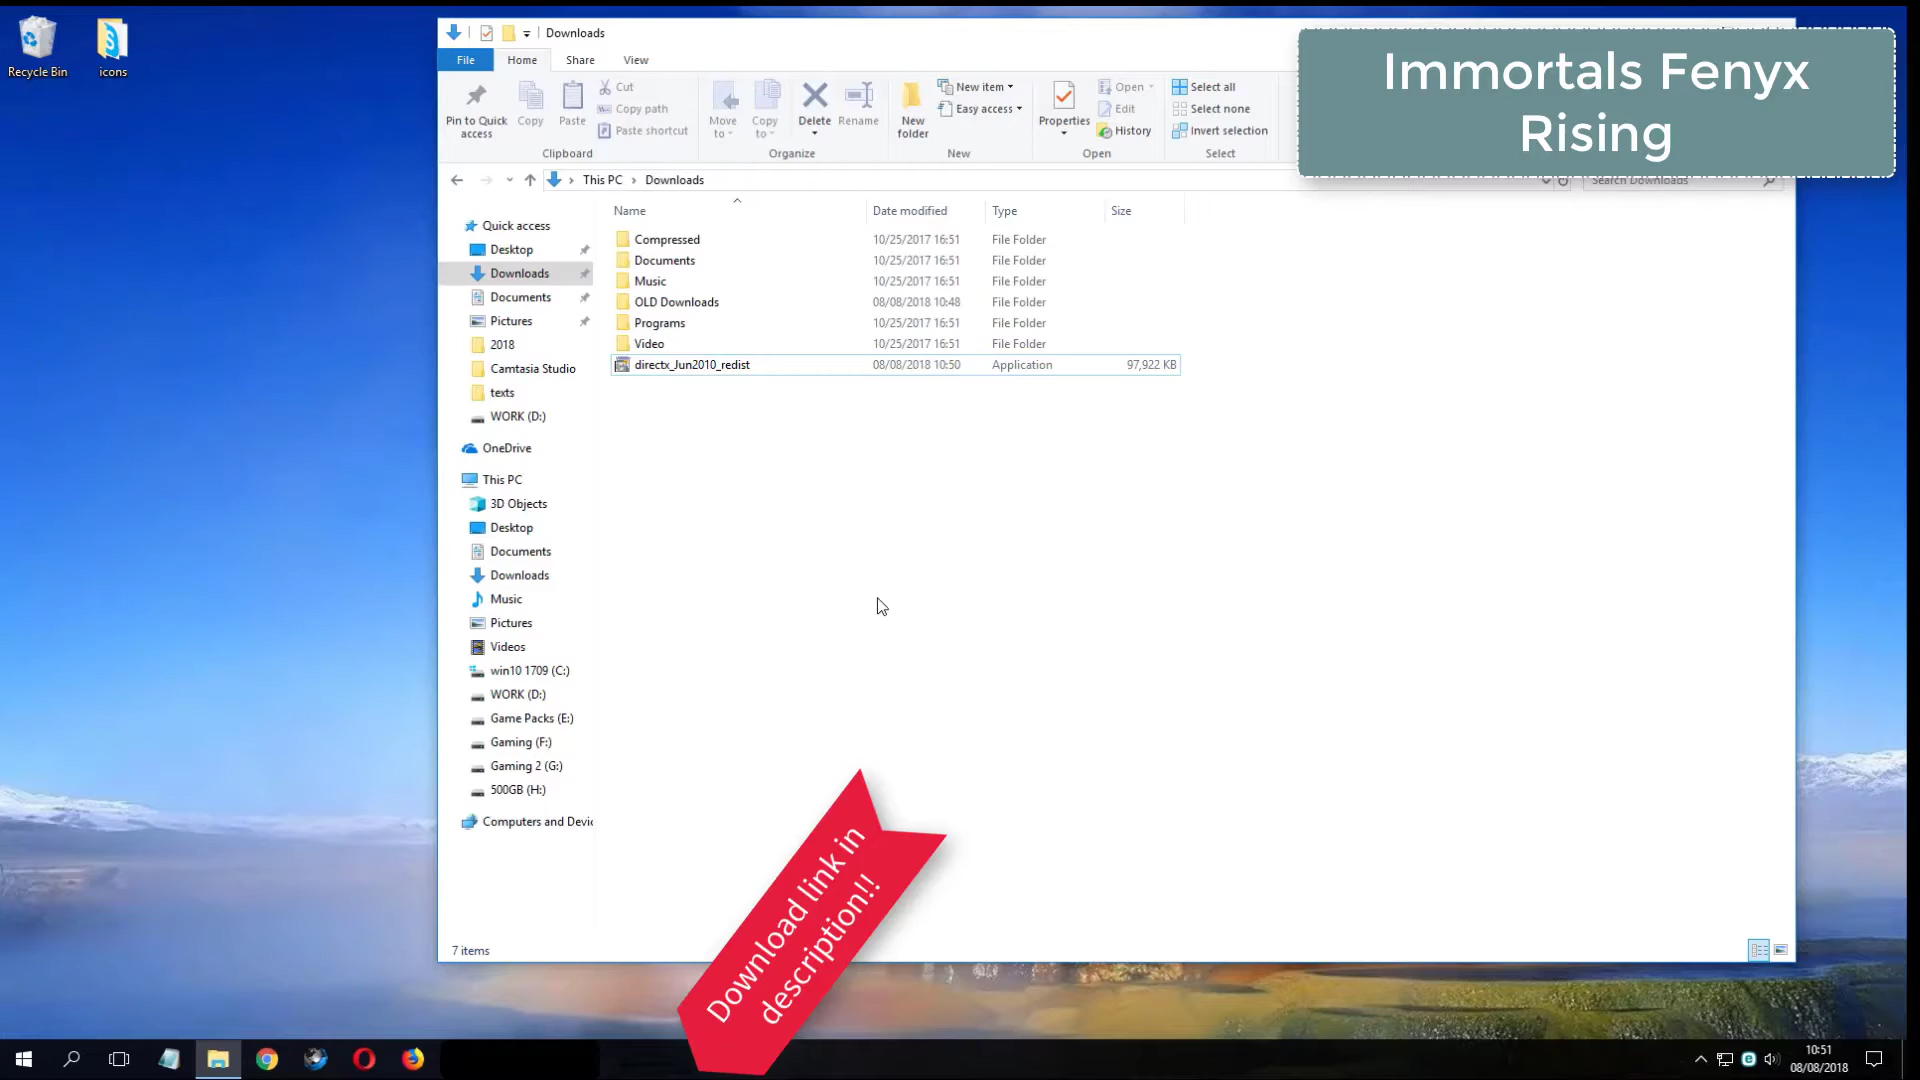 Recycle Bin
icons
Downloads
File
Home
Share
View
Pin to Quick access
Copy
Paste
Cut
Copy path
Paste shortcut
Clipboard
Move to
Copy to
Delete
Rename
Organize
New folder
New item
Easy access
New
Properties
Open
Edit
History
Open
Select all
Select none
Invert selection
Select
Immortals Fenyx
Rising
This PC
Downloads
Search Downloads
Name
Date modified
Type
Size
Compressed 10/25/2017 16:51 File Folder
Documents 10/25/2017 16:51 File Folder
Music 10/25/2017 16:51 File Folder
OLD Downloads 08/08/2018 10:48 File Folder
Programs 10/25/2017 16:51 File Folder
Video 10/25/2017 16:51 File Folder
directx_Jun2010_redist 08/08/2018 10:50 Application 97,922 KB
Quick access
Desktop
Downloads
Documents
Pictures
2018
Camtasia Studio
texts
WORK (D:)
OneDrive
This PC
3D Objects
Desktop
Documents
Downloads
Music
Pictures
Videos
win10 1709 (C:)
WORK (D:)
Game Packs (E:)
Gaming (F:)
Gaming 2 (G:)
500GB (H:)
Computers and Devi
7 items
Download link in
description!!
10:51
08/08/2018